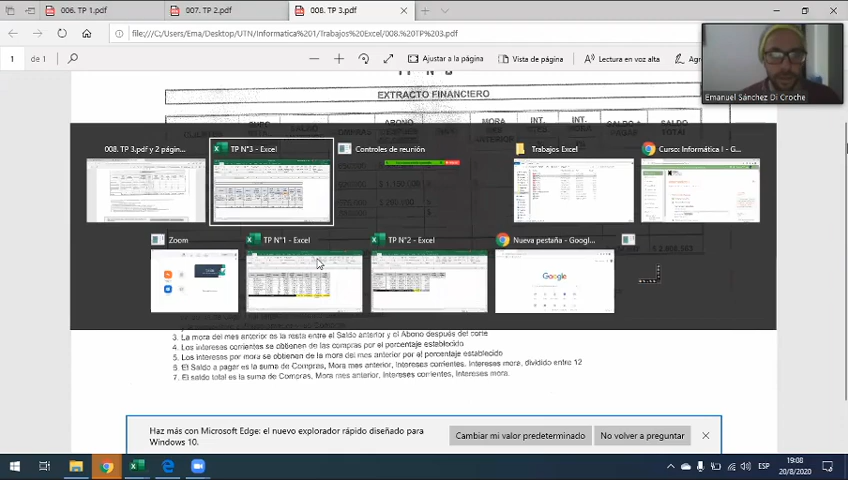 006. TP 1.pdf
007. TP 2.pdf
008. TP 3.pdf
file:///C:/Users/Ema/Desktop/UTN/Informatica%201/Trabajos%20Excel/008.%20TP%203.pdf
1 de 1
Ajustar a la página
Vista de página
Lectura en voz alta
Emanuel Sánchez Di Croche
EXTRACTO FINANCIERO
ABONO
MORA
INT.
INT.
SALDO A
SALDO
008. TP 3.pdf y 2 págin...
TP N°3 - Excel
Controles de reunión
Trabajos Excel
Curso: Informática I - G...
Zoom
TP N°1 - Excel
TP N°2 - Excel
Nueva pestaña - Googl...
Google
3. La mora del mes anterior es la resta entre el Saldo anterior y el Abono después del corte
4. Los intereses corrientes se obtienen de las compras por el porcentaje establecido
5. Los intereses por mora se obtienen de la mora del mes anterior por el porcentaje establecido
6. El Saldo a pagar es la suma de Compras, Mora mes anterior, Intereses corrientes. Intereses mora, dividido entre 12
7. El saldo total es la suma de Compras, Mora mes anterior, Intereses corrientes, Intereses mora.
Haz más con Microsoft Edge: el nuevo explorador rápido diseñado para
Windows 10.
Cambiar mi valor predeterminado
No volver a preguntar
ESP
19:08
20/8/2020